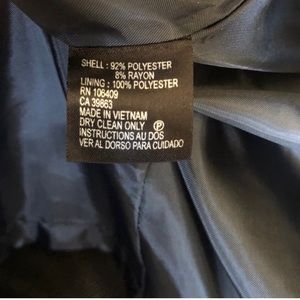 SHELL : 92% POLYESTER
8% RAYON
LINING : 100% POLYESTER
RN 106409
CA 39663
MADE IN VIETNAM
DRY CLEAN ONLY Ⓟ
INSTRUCTIONS AU DOS
VER AL DORSO PARA CUIDADO